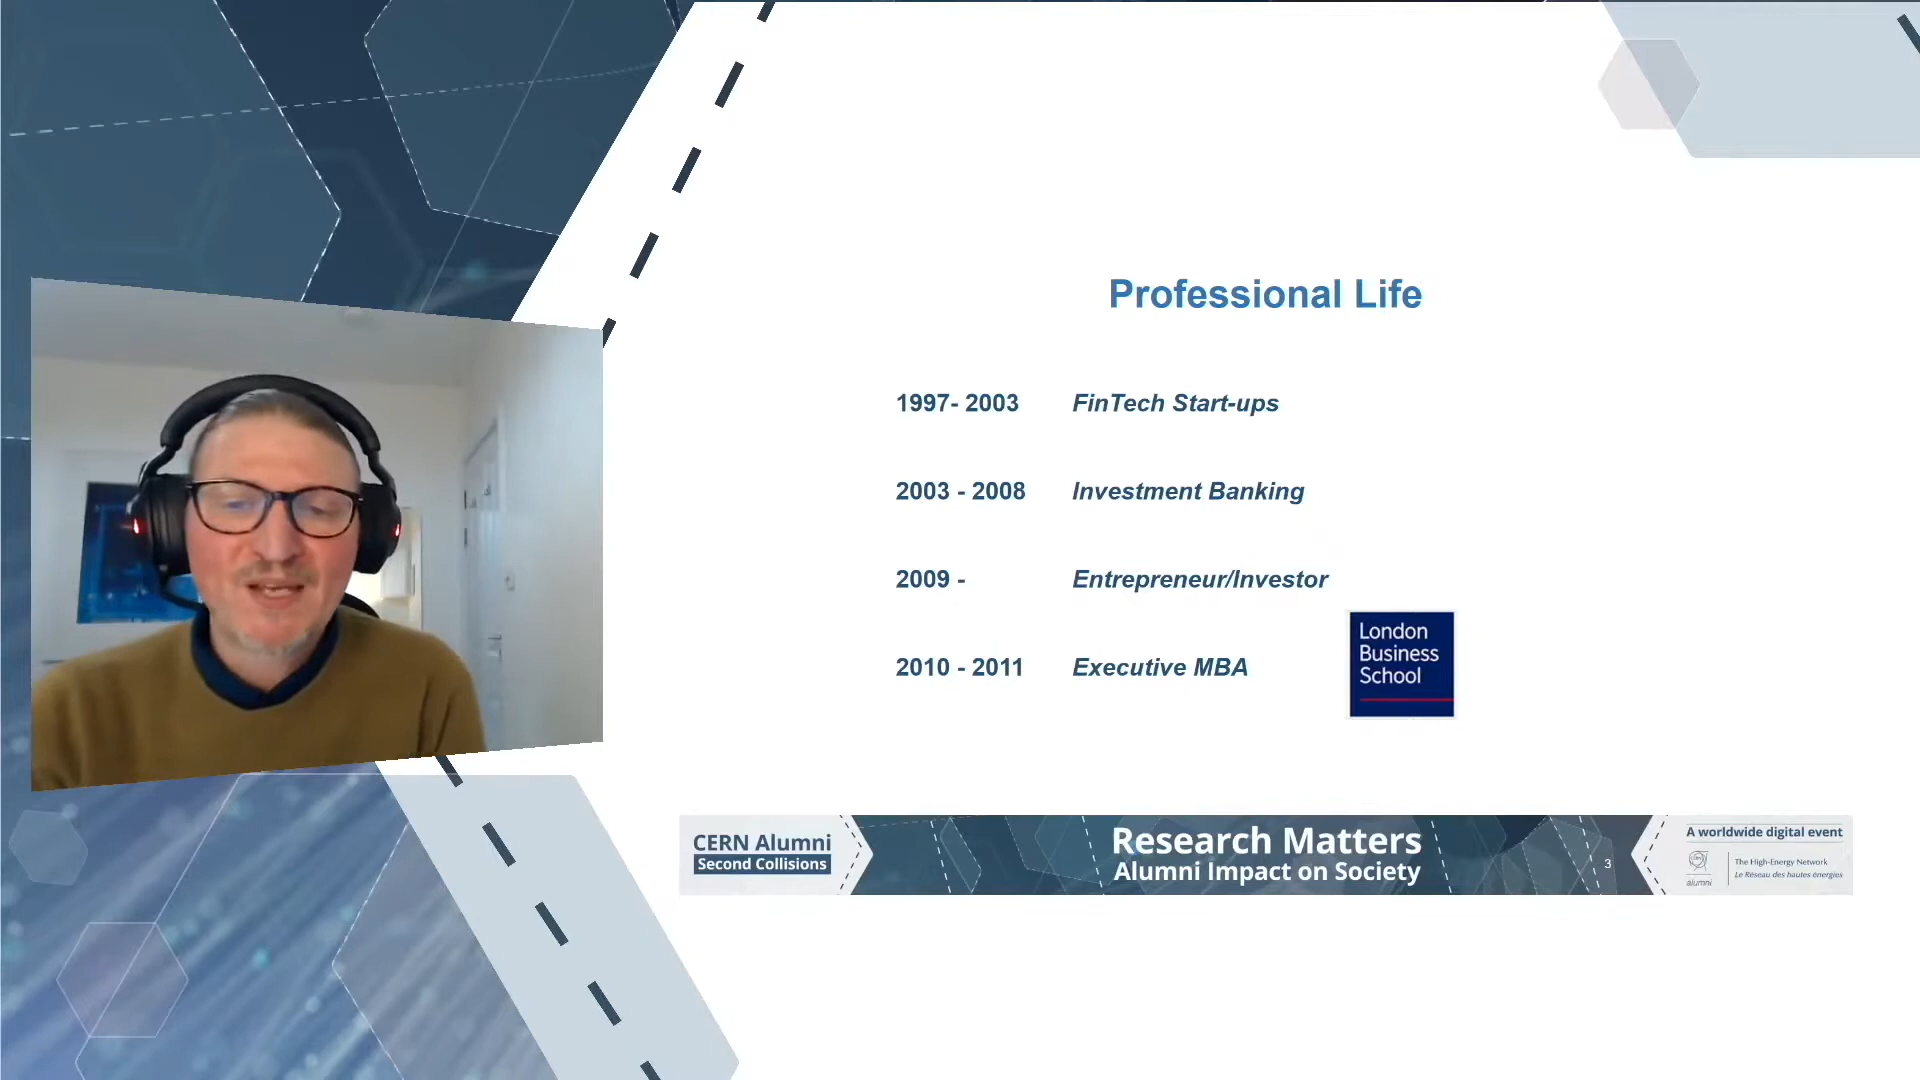 Professional Life
1997- 2003 FinTech Start-ups
2003 - 2008 Investment Banking
2009 - Entrepreneur/Investor
2010 - 2011 Executive MBA
London
Business
School
CERN Alumni
Second Collisions
Research Matters
Alumni Impact on Society
3
A worldwide digital event
The High-Energy Network
Le Réseau des hautes énergies
alumni